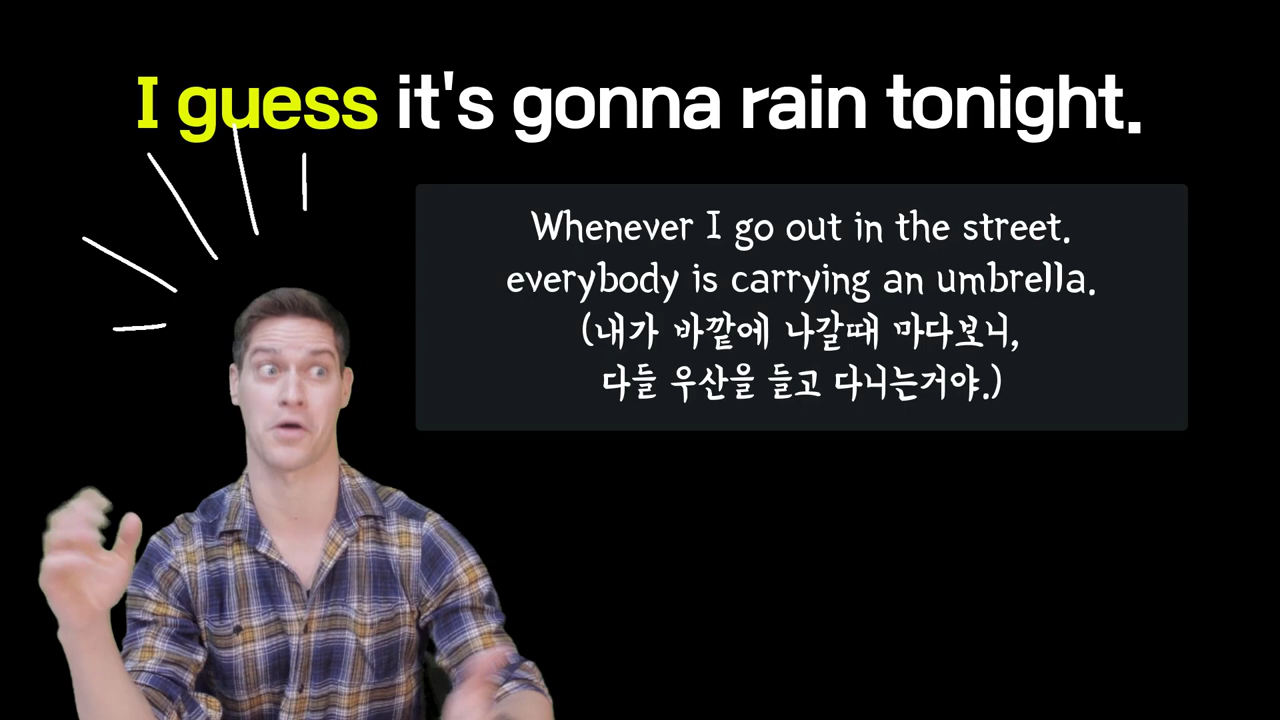 I guess it's gonna rain tonight.
Whenever I go out in the street.
everybody is carrying an umbrella.
(내가 바깥에 나갈때 마다보니,
다들 우산을 들고 다니는거야.)